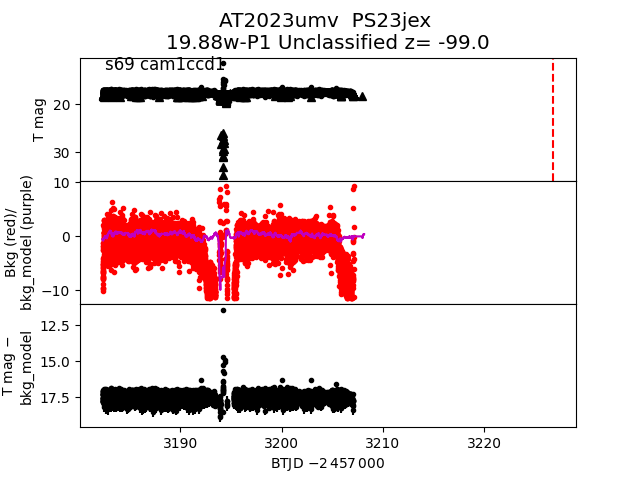 AT2023umv  PS23jex
19.88w-P1 Unclassified z= -99.0
s69 cam1ccd1
T mag
20
30
Bkg (red)/
bkg_model (purple)
10
0
−10
T mag −
bkg_model
12.5
15.0
17.5
3190
3200
3210
3220
BTJD −2 457 000